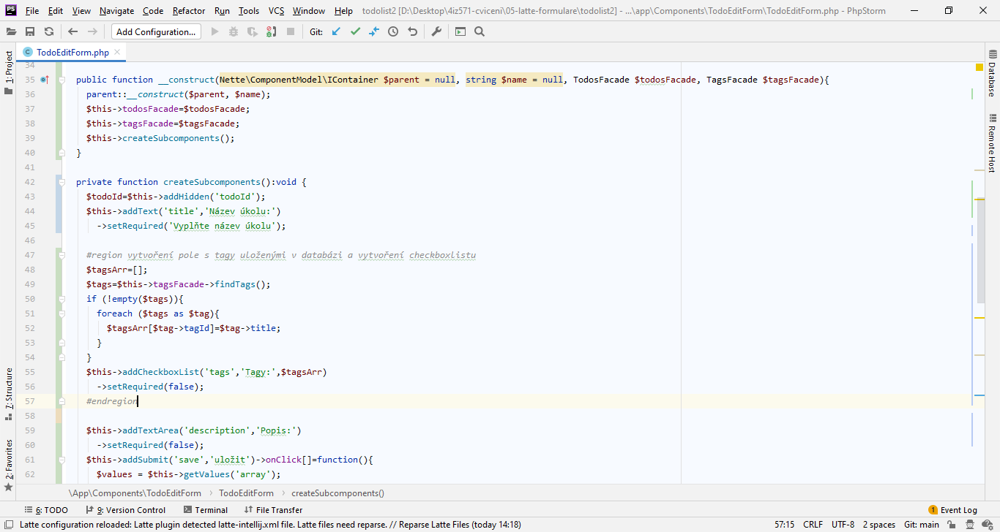 PS File Edit View Navigate Code Refactor Run Tools VCS Window Help todolist2 [D:\Desktop\4iz571-cviceni\05-latte-formulare\todolist2] - ...\app\Components\TodoEditForm\TodoEditForm.php - PhpStorm
Add Configuration... Git:
C TodoEditForm.php
1: Project
7: Structure
2: Favorites
34
35 public function __construct(Nette\ComponentModel\IContainer $parent = null, string $name = null, TodosFacade $todosFacade, TagsFacade $tagsFacade){
36 parent::__construct($parent, $name);
37 $this->todosFacade=$todosFacade;
38 $this->tagsFacade=$tagsFacade;
39 $this->createSubcomponents();
40 }
41
42 private function createSubcomponents():void {
43 $todoId=$this->addHidden('todoId');
44 $this->addText('title','Název úkolu:')
45 ->setRequired('Vyplňte název úkolu');
46
47 #region vytvoření pole s tagy uloženými v databázi a vytvoření checkboxlistu
48 $tagsArr=[];
49 $tags=$this->tagsFacade->findTags();
50 if (!empty($tags)){
51 foreach ($tags as $tag){
52 $tagsArr[$tag->tagId]=$tag->title;
53 }
54 }
55 $this->addCheckboxList('tags','Tagy:',$tagsArr)
56 ->setRequired(false);
57 #endregion
58
59 $this->addTextArea('description','Popis:')
60 ->setRequired(false);
61 $this->addSubmit('save','uložit')->onClick[]=function(){
62 $values = $this->getValues('array');
Database
Remote Host
\App\Components\TodoEditForm › TodoEditForm › createSubcomponents()
6: TODO 9: Version Control Terminal File Transfer 1 Event Log
Latte configuration reloaded: Latte plugin detected latte-intellij.xml file. Latte files need reparse. // Reparse Latte Files (today 14:18) 57:15 CRLF UTF-8 2 spaces Git: main